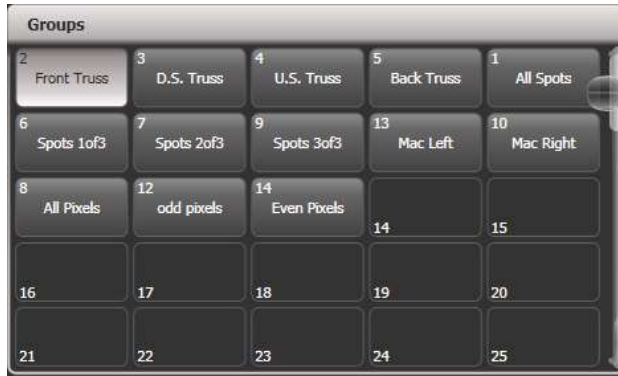 Groups
2 3 4 5 1
Front Truss D.S. Truss U.S. Truss Back Truss All Spots
6 7 9 13 10
Spots 1of3 Spots 2of3 Spots 3of3 Mac Left Mac Right
8 12 14
All Pixels odd pixels Even Pixels
14 15
16 17 18 19 20
21 22 23 24 25